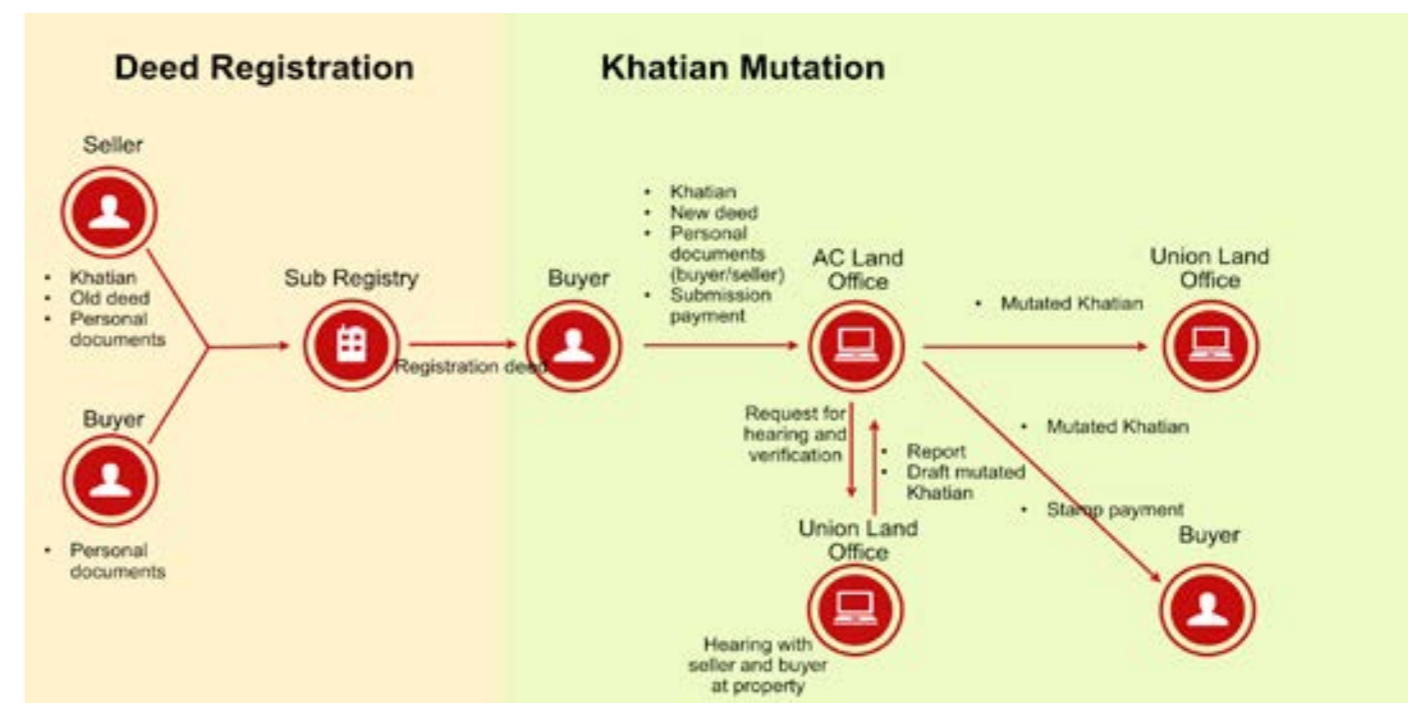 Deed Registration
Khatian Mutation
Seller
• Khatian
• Old deed
• Personal
documents
Buyer
• Personal
documents
Sub Registry
Registration deed
Buyer
• Khatian
• New deed
• Personal
documents
(buyer/seller)
• Submission
payment
AC Land
Office
Request for
hearing and
verification
• Report
• Draft mutated
Khatian
Union Land
Office
Hearing with
seller and buyer
at property
• Mutated Khatian
Union Land
Office
• Mutated Khatian
• Stamp payment
Buyer